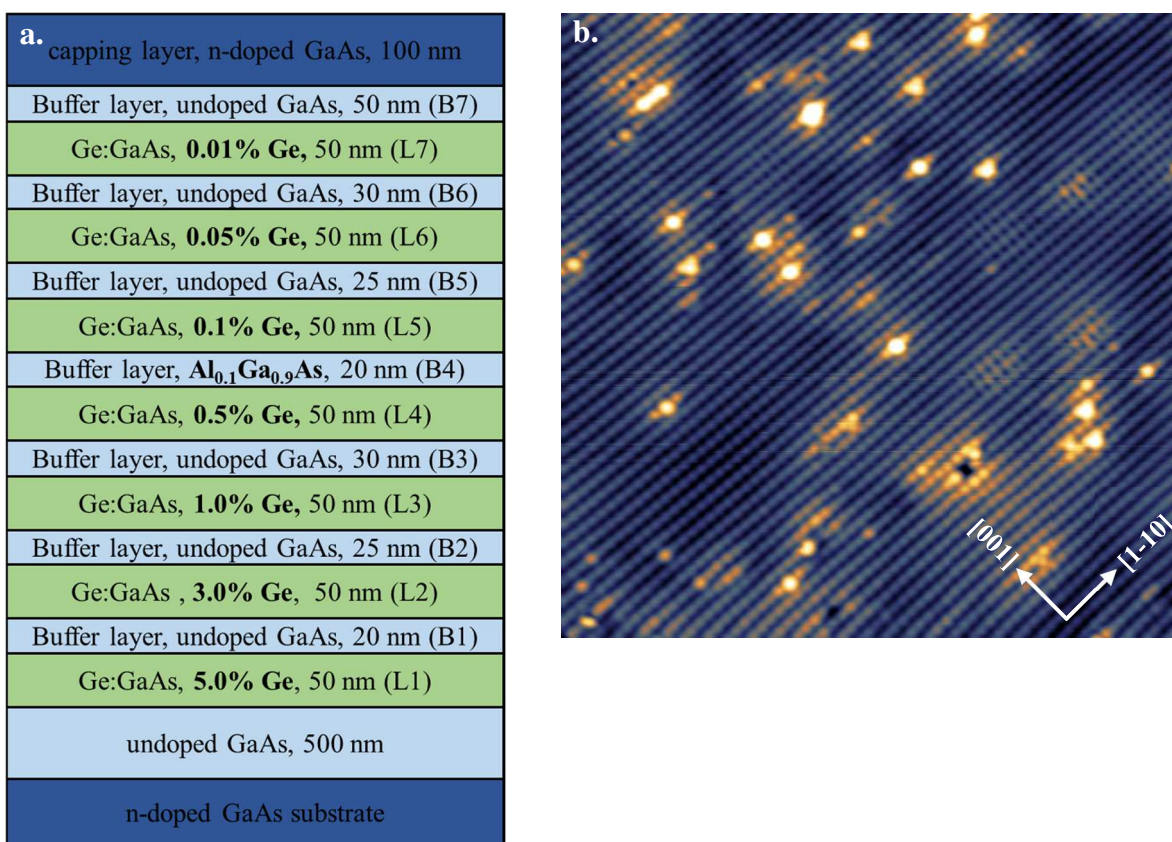 a.
capping layer, n-doped GaAs, 100 nm
Buffer layer, undoped GaAs, 50 nm (B7)
Ge:GaAs, 0.01% Ge, 50 nm (L7)
Buffer layer, undoped GaAs, 30 nm (B6)
Ge:GaAs, 0.05% Ge, 50 nm (L6)
Buffer layer, undoped GaAs, 25 nm (B5)
Ge:GaAs, 0.1% Ge, 50 nm (L5)
Buffer layer, Al0.1Ga0.9As, 20 nm (B4)
Ge:GaAs, 0.5% Ge, 50 nm (L4)
Buffer layer, undoped GaAs, 30 nm (B3)
Ge:GaAs, 1.0% Ge, 50 nm (L3)
Buffer layer, undoped GaAs, 25 nm (B2)
Ge:GaAs , 3.0% Ge, 50 nm (L2)
Buffer layer, undoped GaAs, 20 nm (B1)
Ge:GaAs, 5.0% Ge, 50 nm (L1)
undoped GaAs, 500 nm
n-doped GaAs substrate
b.
[001]
[1-10]